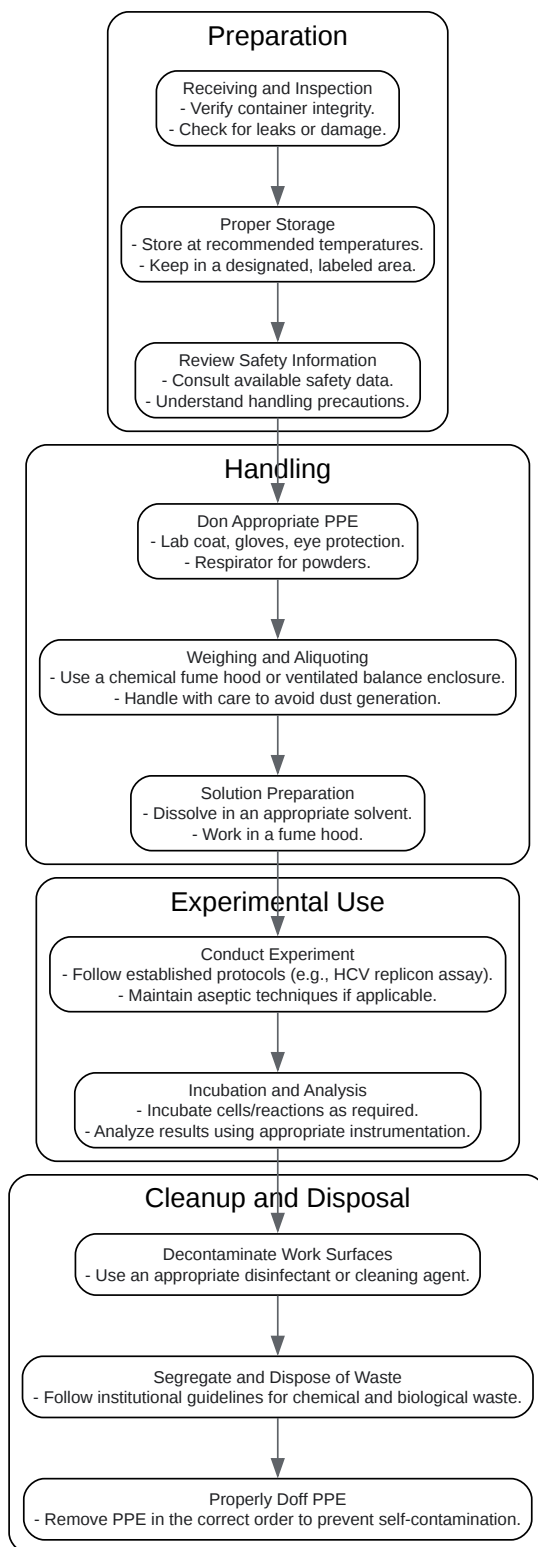 Preparation
Receiving and Inspection
- Verify container integrity.
- Check for leaks or damage.
Proper Storage
- Store at recommended temperatures.
- Keep in a designated, labeled area.
Review Safety Information
- Consult available safety data.
- Understand handling precautions.
Handling
Don Appropriate PPE
- Lab coat, gloves, eye protection.
- Respirator for powders.
Weighing and Aliquoting
- Use a chemical fume hood or ventilated balance enclosure.
- Handle with care to avoid dust generation.
Solution Preparation
- Dissolve in an appropriate solvent.
- Work in a fume hood.
Experimental Use
Conduct Experiment
- Follow established protocols (e.g., HCV replicon assay).
- Maintain aseptic techniques if applicable.
Incubation and Analysis
- Incubate cells/reactions as required.
- Analyze results using appropriate instrumentation.
Cleanup and Disposal
Decontaminate Work Surfaces
- Use an appropriate disinfectant or cleaning agent.
Segregate and Dispose of Waste
- Follow institutional guidelines for chemical and biological waste.
Properly Doff PPE
- Remove PPE in the correct order to prevent self-contamination.